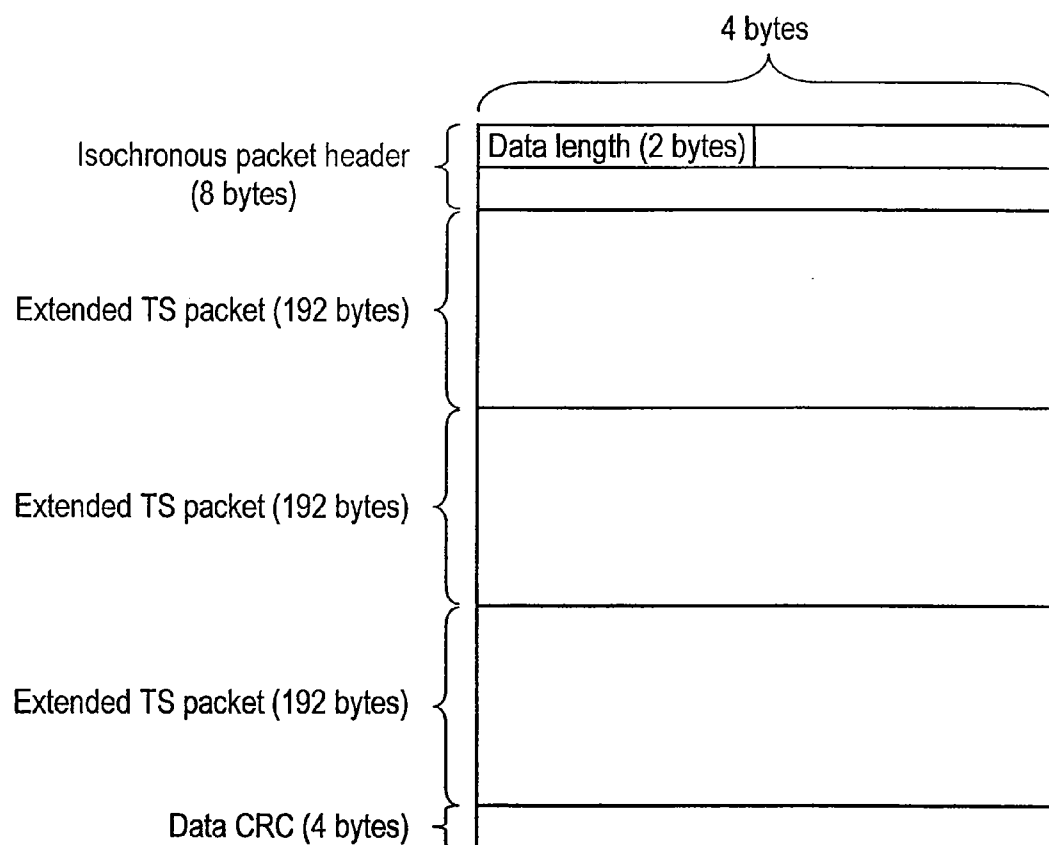 4 bytes
Isochronous packet header
(8 bytes)
Data length (2 bytes)
Extended TS packet (192 bytes)
Extended TS packet (192 bytes)
Extended TS packet (192 bytes)
Data CRC (4 bytes)